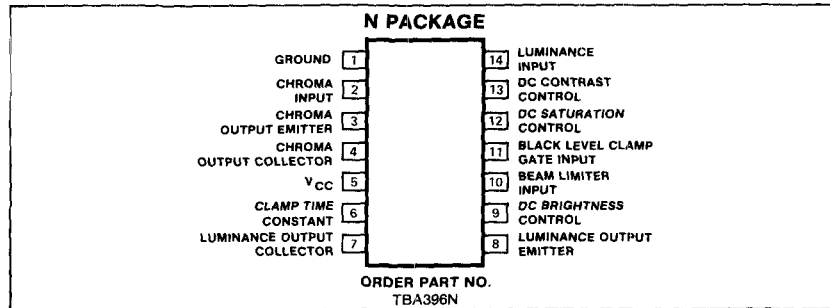 N PACKAGE
GROUND 1
CHROMA
INPUT 2
CHROMA
OUTPUT EMITTER 3
CHROMA
OUTPUT COLLECTOR 4
VCC 5
CLAMP TIME
CONSTANT 6
LUMINANCE OUTPUT
COLLECTOR 7
14 LUMINANCE
INPUT
13 DC CONTRAST
CONTROL
12 DC SATURATION
CONTROL
11 BLACK LEVEL CLAMP
GATE INPUT
10 BEAM LIMITER
INPUT
9 DC BRIGHTNESS
CONTROL
8 LUMINANCE OUTPUT
EMITTER
ORDER PART NO.
TBA396N